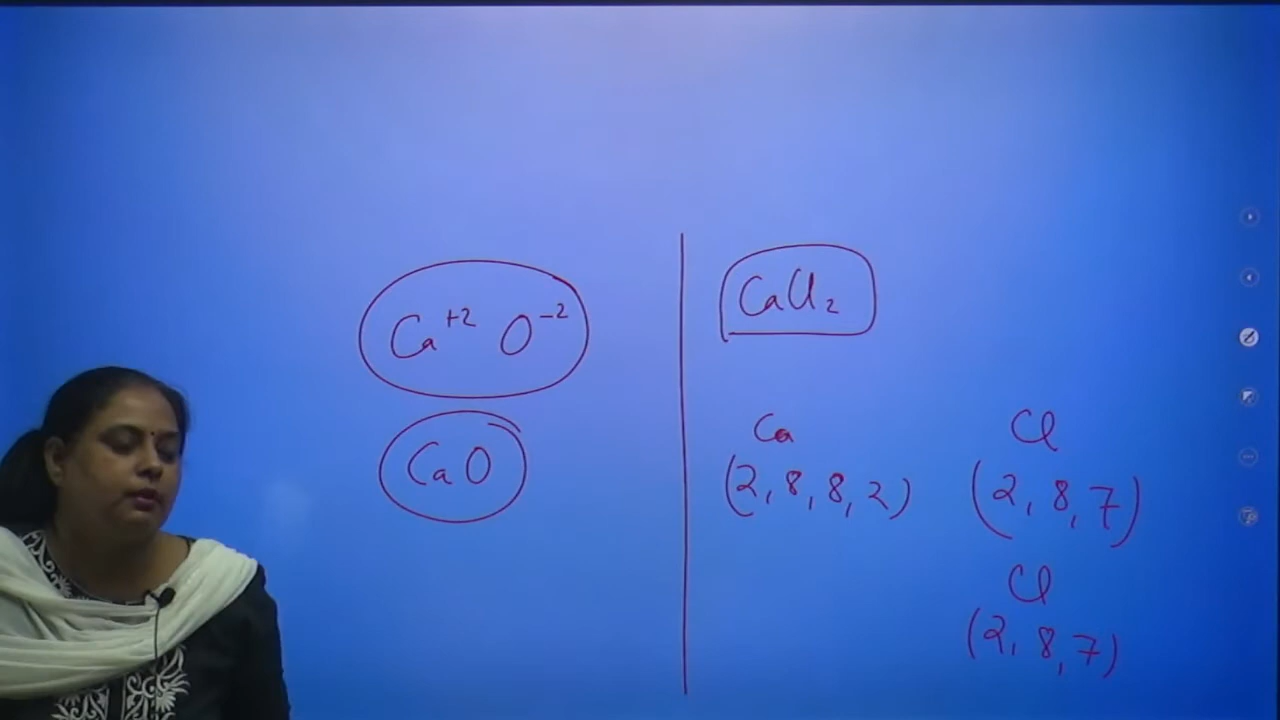 Ca⁺² O⁻²
CaO
CaCl₂
Ca
(2, 8, 8, 2)
Cl
(2, 8, 7)
Cl
(2, 8, 7)